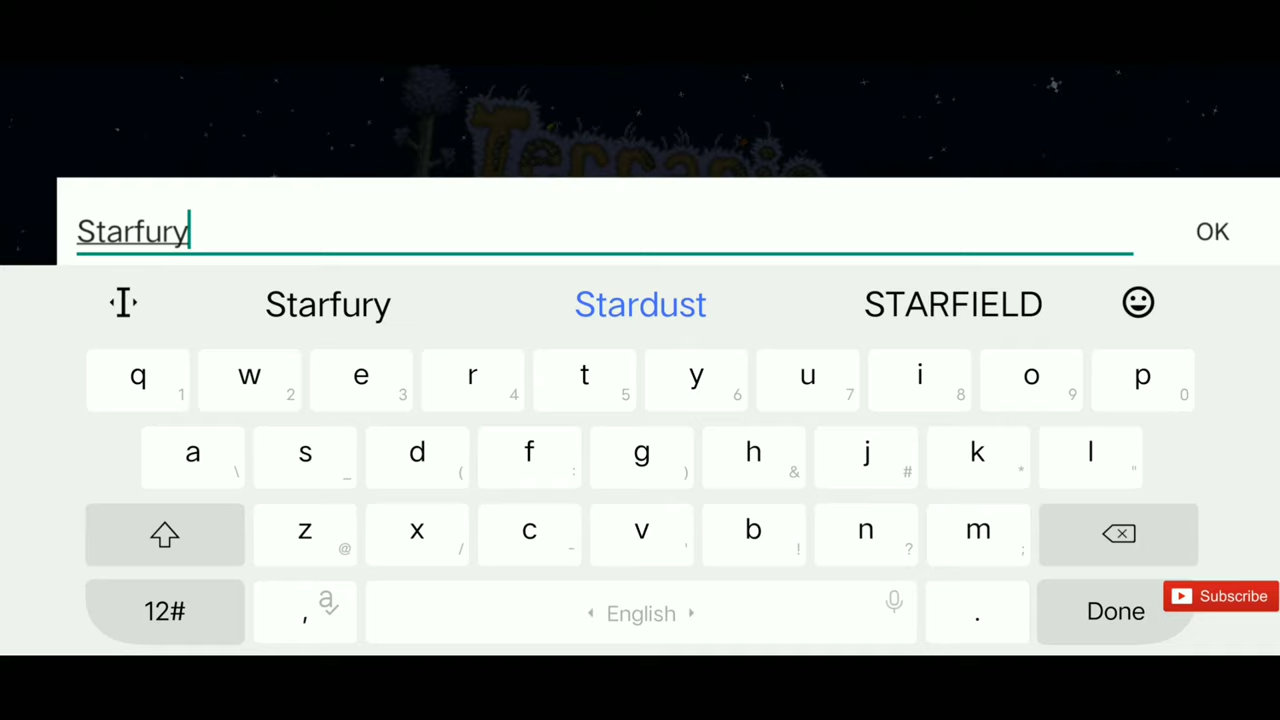 Terraria
Starfury
OK
Starfury Stardust STARFIELD
q 1 w 2 e 3 r 4 t 5 y 6 u 7 i 8 o 9 p 0
a \ s _ d ( f : g ) h & j # k * l "
z @ x / c - v ' b ! n ? m ;
12# , a English . Done
Subscribe